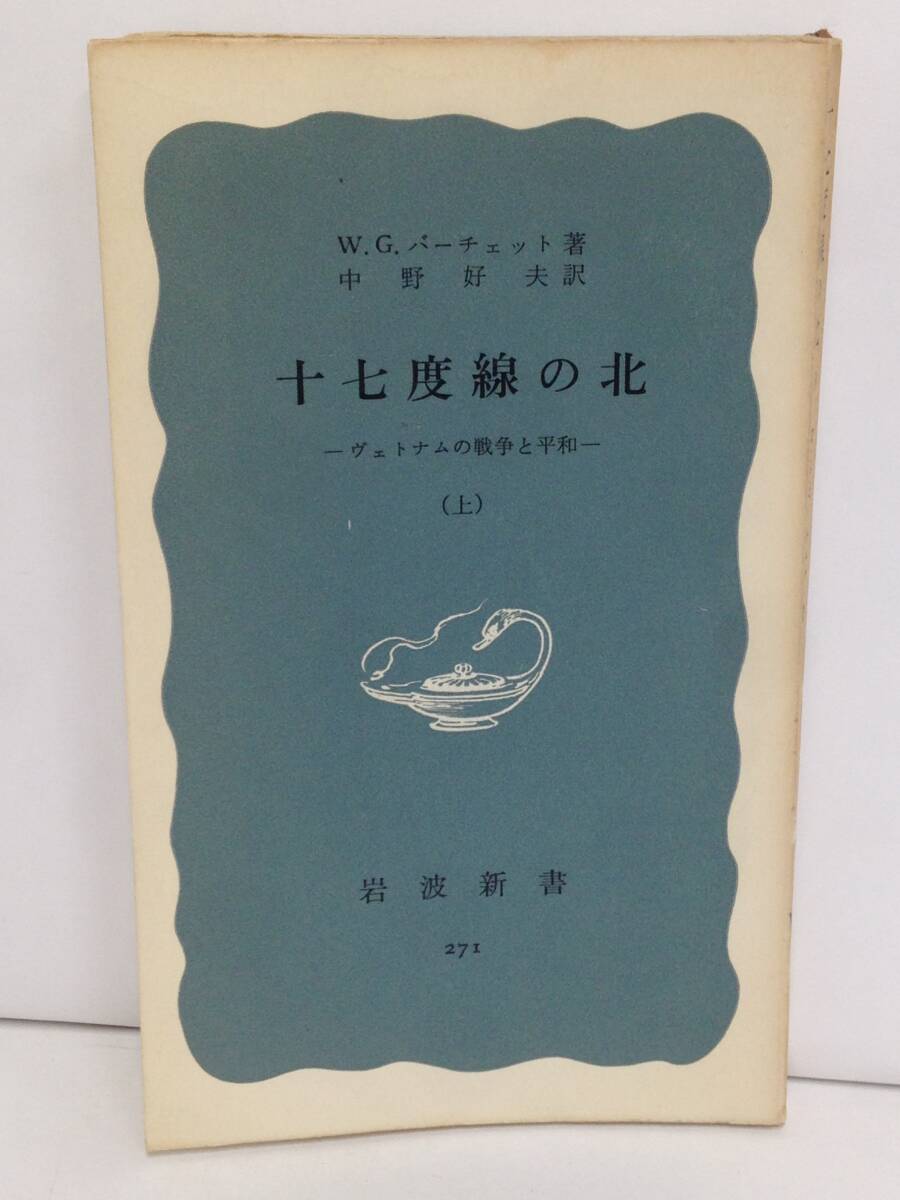 W.G.バーチェット著
中野好夫訳
十七度線の北
―ヴェトナムの戦争と平和―
(上)
岩波新書
271